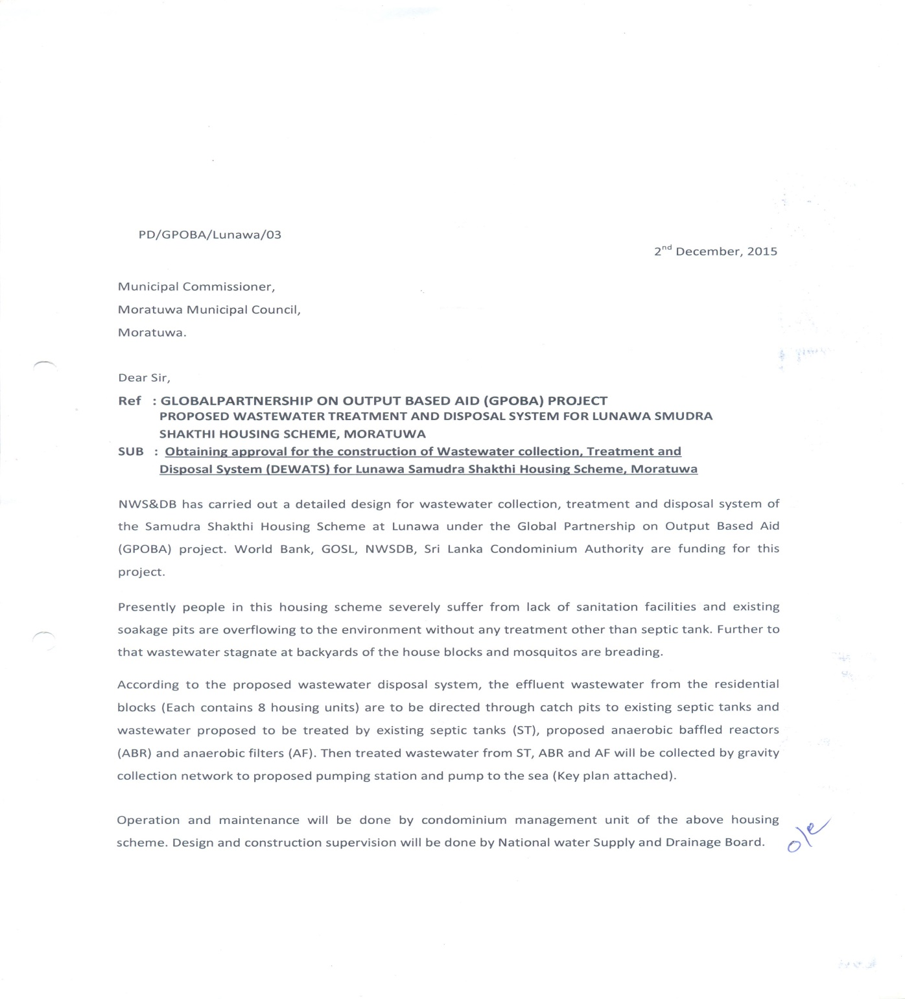 PD/GPOBA/Lunawa/03
2nd December, 2015
Municipal Commissioner,
Moratuwa Municipal Council,
Moratuwa.
Dear Sir,
Ref : GLOBALPARTNERSHIP ON OUTPUT BASED AID (GPOBA) PROJECT
PROPOSED WASTEWATER TREATMENT AND DISPOSAL SYSTEM FOR LUNAWA SMUDRA
SHAKTHI HOUSING SCHEME, MORATUWA
SUB : Obtaining approval for the construction of Wastewater collection, Treatment and
Disposal System (DEWATS) for Lunawa Samudra Shakthi Housing Scheme, Moratuwa
NWS&DB has carried out a detailed design for wastewater collection, treatment and disposal system of
the Samudra Shakthi Housing Scheme at Lunawa under the Global Partnership on Output Based Aid
(GPOBA) project. World Bank, GOSL, NWSDB, Sri Lanka Condominium Authority are funding for this
project.
Presently people in this housing scheme severely suffer from lack of sanitation facilities and existing
soakage pits are overflowing to the environment without any treatment other than septic tank. Further to
that wastewater stagnate at backyards of the house blocks and mosquitos are breading.
According to the proposed wastewater disposal system, the effluent wastewater from the residential
blocks (Each contains 8 housing units) are to be directed through catch pits to existing septic tanks and
wastewater proposed to be treated by existing septic tanks (ST), proposed anaerobic baffled reactors
(ABR) and anaerobic filters (AF). Then treated wastewater from ST, ABR and AF will be collected by gravity
collection network to proposed pumping station and pump to the sea (Key plan attached).
Operation and maintenance will be done by condominium management unit of the above housing
scheme. Design and construction supervision will be done by National water Supply and Drainage Board.